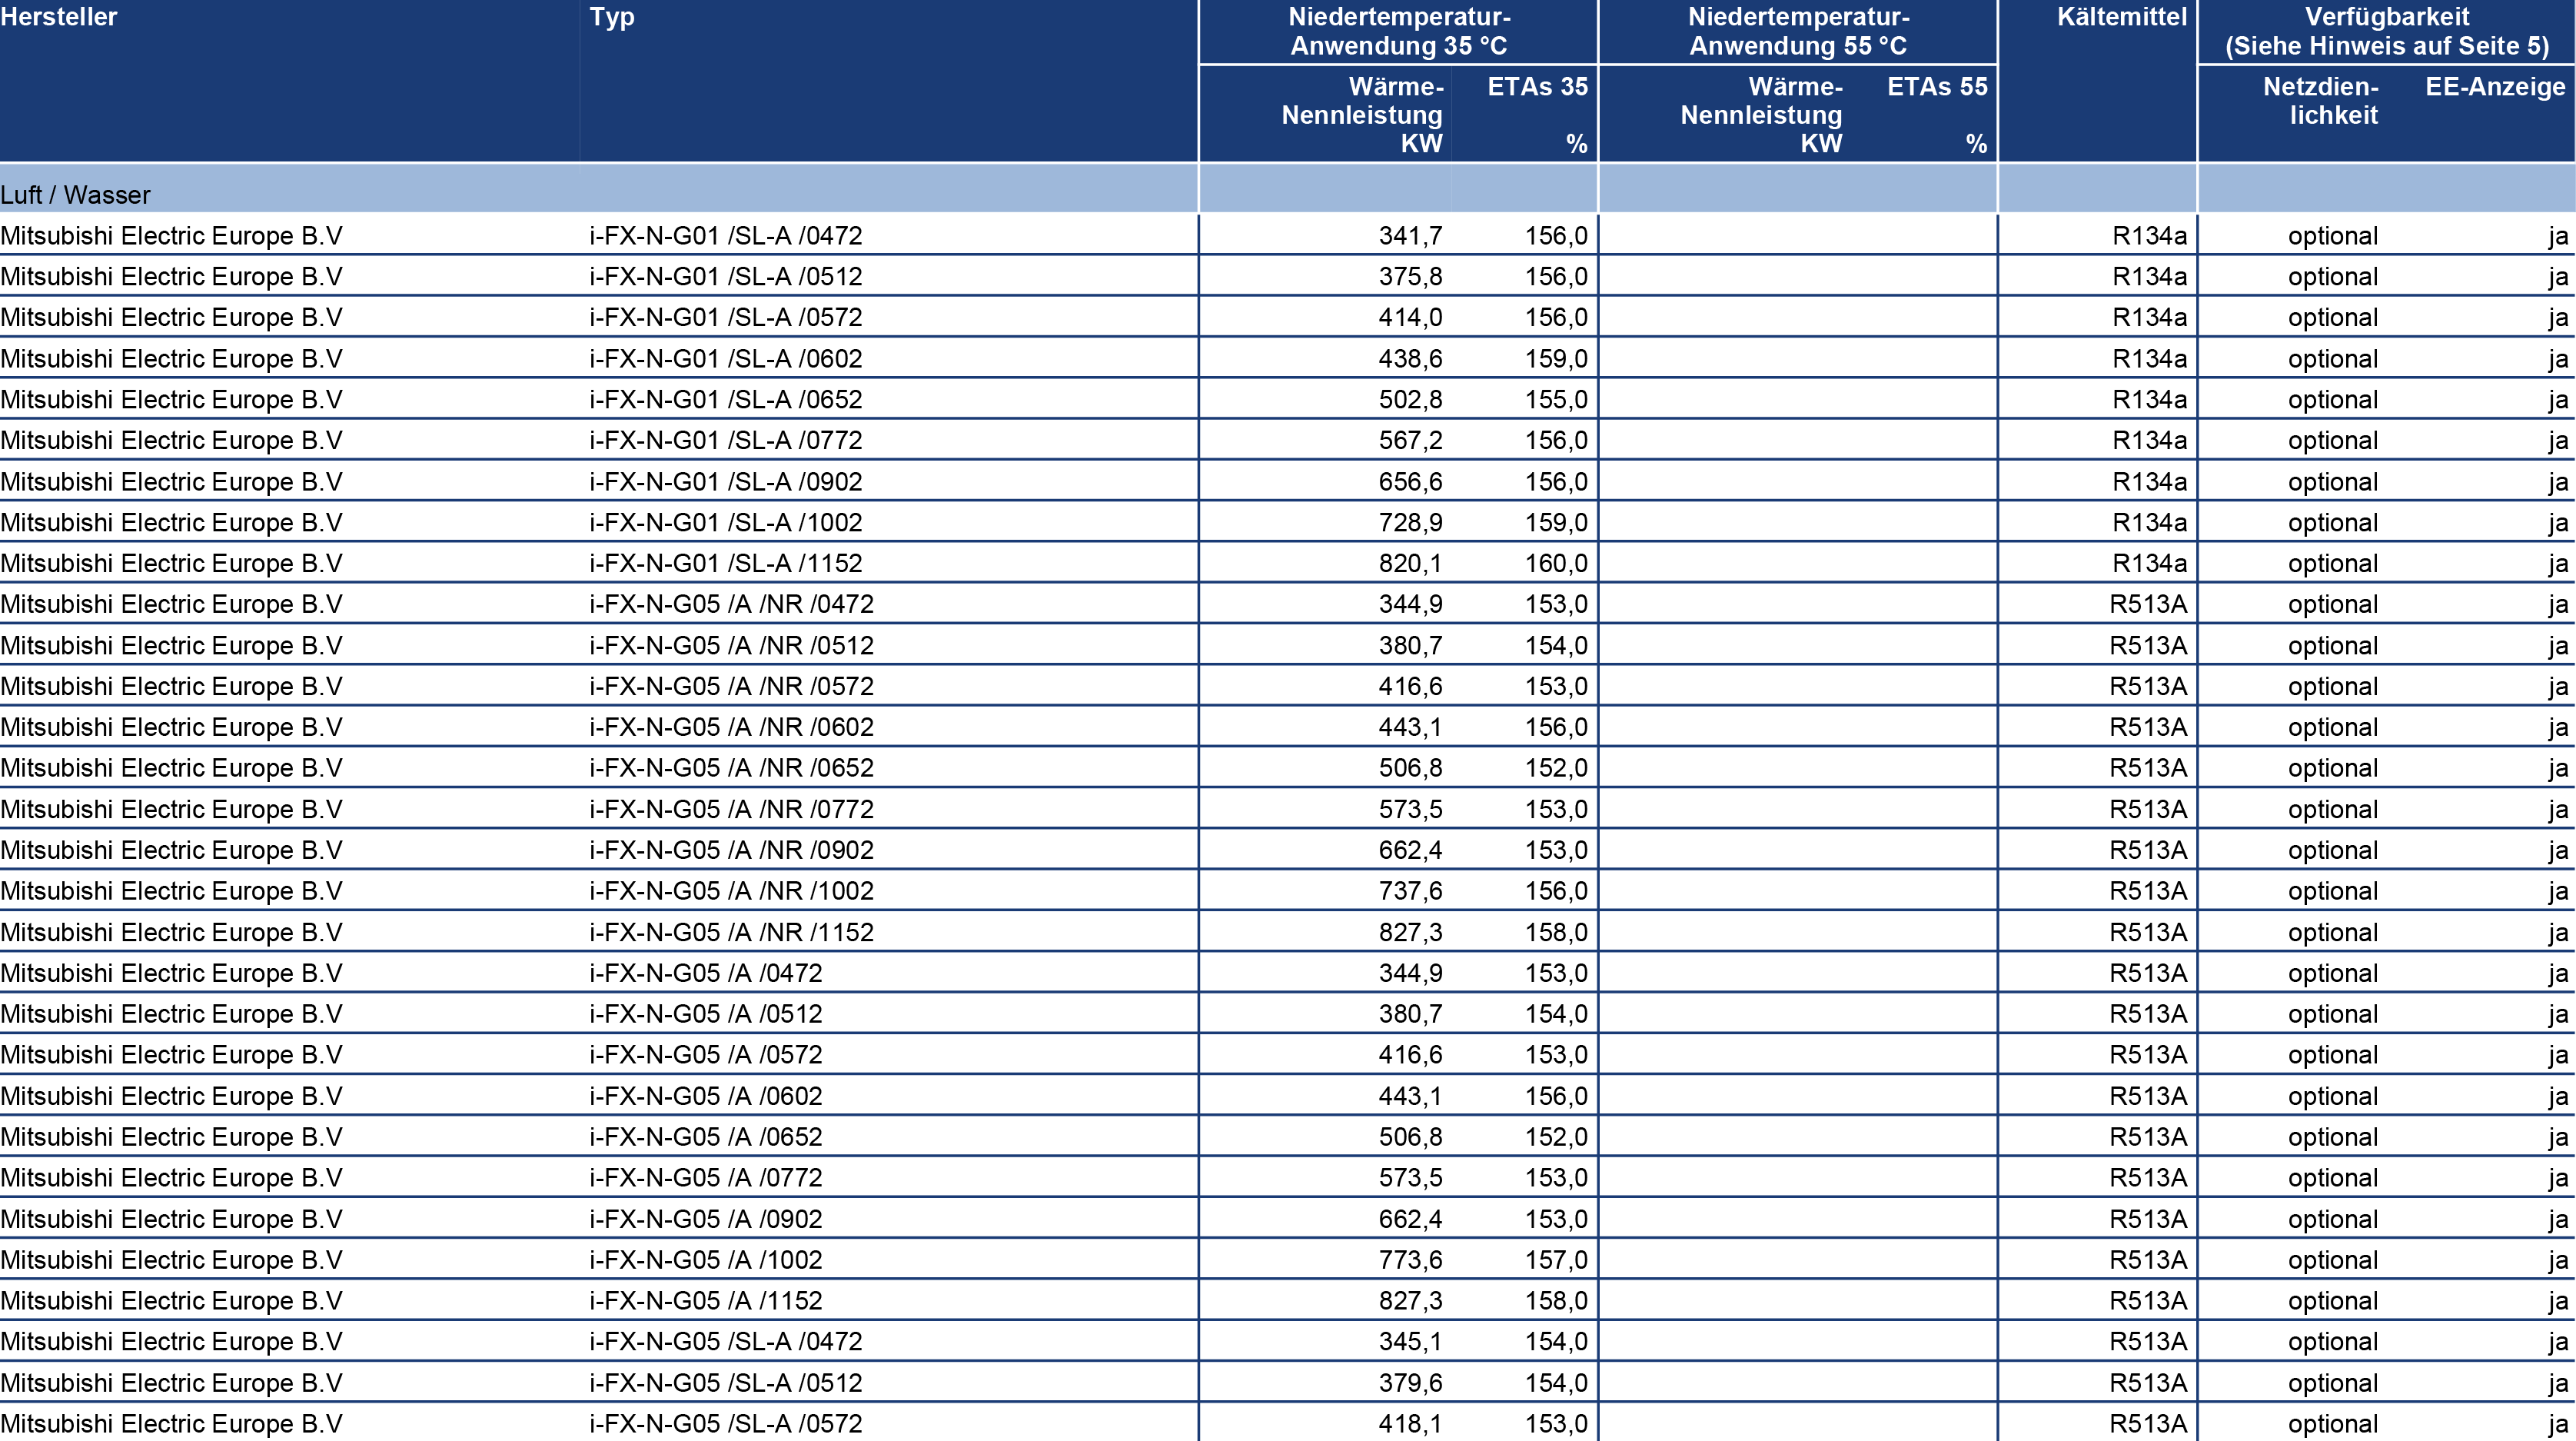 Hersteller Typ Niedertemperatur-Anwendung 35 °C Niedertemperatur-Anwendung 55 °C Kältemittel Verfügbarkeit (Siehe Hinweis auf Seite 5)
Wärme-Nennleistung KW ETAs 35 % Wärme-Nennleistung KW ETAs 55 % Netzdien-lichkeit EE-Anzeige
Luft / Wasser
Mitsubishi Electric Europe B.V i-FX-N-G01 /SL-A /0472 341,7 156,0 R134a optional ja
Mitsubishi Electric Europe B.V i-FX-N-G01 /SL-A /0512 375,8 156,0 R134a optional ja
Mitsubishi Electric Europe B.V i-FX-N-G01 /SL-A /0572 414,0 156,0 R134a optional ja
Mitsubishi Electric Europe B.V i-FX-N-G01 /SL-A /0602 438,6 159,0 R134a optional ja
Mitsubishi Electric Europe B.V i-FX-N-G01 /SL-A /0652 502,8 155,0 R134a optional ja
Mitsubishi Electric Europe B.V i-FX-N-G01 /SL-A /0772 567,2 156,0 R134a optional ja
Mitsubishi Electric Europe B.V i-FX-N-G01 /SL-A /0902 656,6 156,0 R134a optional ja
Mitsubishi Electric Europe B.V i-FX-N-G01 /SL-A /1002 728,9 159,0 R134a optional ja
Mitsubishi Electric Europe B.V i-FX-N-G01 /SL-A /1152 820,1 160,0 R134a optional ja
Mitsubishi Electric Europe B.V i-FX-N-G05 /A /NR /0472 344,9 153,0 R513A optional ja
Mitsubishi Electric Europe B.V i-FX-N-G05 /A /NR /0512 380,7 154,0 R513A optional ja
Mitsubishi Electric Europe B.V i-FX-N-G05 /A /NR /0572 416,6 153,0 R513A optional ja
Mitsubishi Electric Europe B.V i-FX-N-G05 /A /NR /0602 443,1 156,0 R513A optional ja
Mitsubishi Electric Europe B.V i-FX-N-G05 /A /NR /0652 506,8 152,0 R513A optional ja
Mitsubishi Electric Europe B.V i-FX-N-G05 /A /NR /0772 573,5 153,0 R513A optional ja
Mitsubishi Electric Europe B.V i-FX-N-G05 /A /NR /0902 662,4 153,0 R513A optional ja
Mitsubishi Electric Europe B.V i-FX-N-G05 /A /NR /1002 737,6 156,0 R513A optional ja
Mitsubishi Electric Europe B.V i-FX-N-G05 /A /NR /1152 827,3 158,0 R513A optional ja
Mitsubishi Electric Europe B.V i-FX-N-G05 /A /0472 344,9 153,0 R513A optional ja
Mitsubishi Electric Europe B.V i-FX-N-G05 /A /0512 380,7 154,0 R513A optional ja
Mitsubishi Electric Europe B.V i-FX-N-G05 /A /0572 416,6 153,0 R513A optional ja
Mitsubishi Electric Europe B.V i-FX-N-G05 /A /0602 443,1 156,0 R513A optional ja
Mitsubishi Electric Europe B.V i-FX-N-G05 /A /0652 506,8 152,0 R513A optional ja
Mitsubishi Electric Europe B.V i-FX-N-G05 /A /0772 573,5 153,0 R513A optional ja
Mitsubishi Electric Europe B.V i-FX-N-G05 /A /0902 662,4 153,0 R513A optional ja
Mitsubishi Electric Europe B.V i-FX-N-G05 /A /1002 773,6 157,0 R513A optional ja
Mitsubishi Electric Europe B.V i-FX-N-G05 /A /1152 827,3 158,0 R513A optional ja
Mitsubishi Electric Europe B.V i-FX-N-G05 /SL-A /0472 345,1 154,0 R513A optional ja
Mitsubishi Electric Europe B.V i-FX-N-G05 /SL-A /0512 379,6 154,0 R513A optional ja
Mitsubishi Electric Europe B.V i-FX-N-G05 /SL-A /0572 418,1 153,0 R513A optional ja